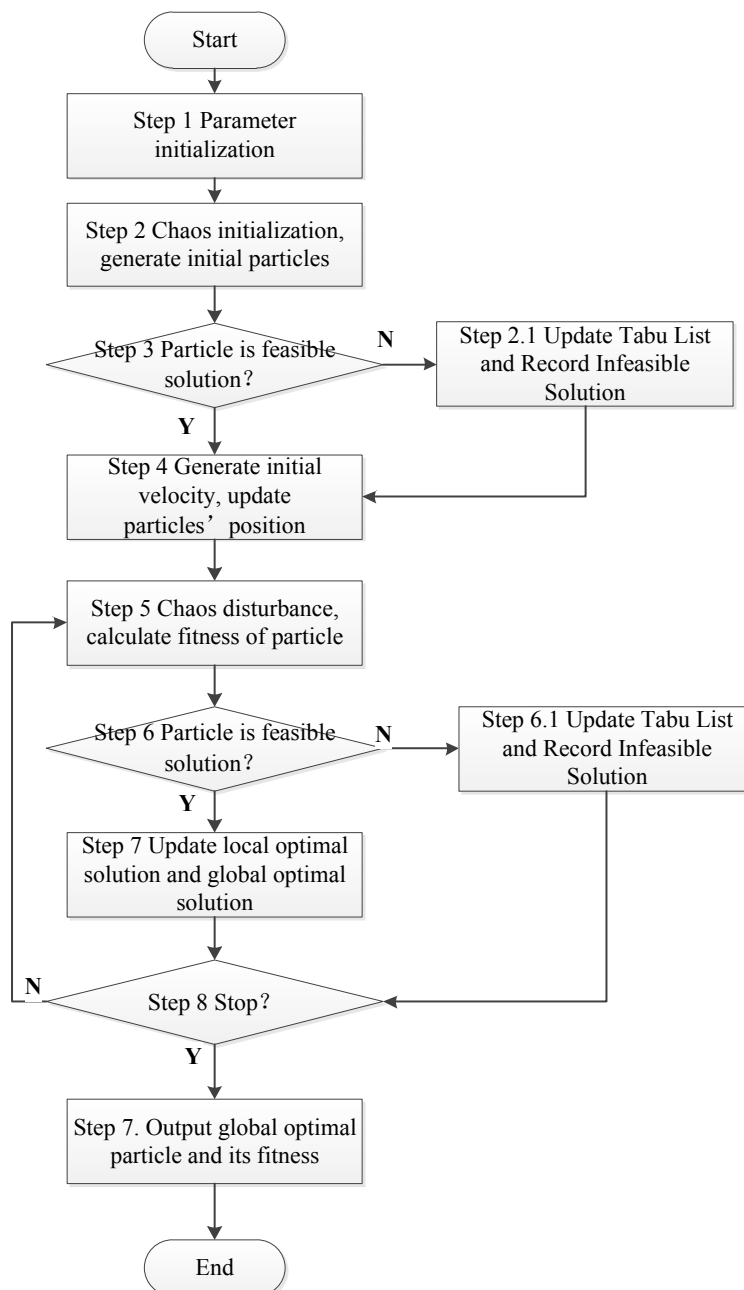 Start
Step 1 Parameter
initialization
Step 2 Chaos initialization,
generate initial particles
Step 3 Particle is feasible
solution？
N
Step 2.1 Update Tabu List
and Record Infeasible
Solution
Y
Step 4 Generate initial
velocity, update
particles’ position
Step 5 Chaos disturbance,
calculate fitness of particle
Step 6 Particle is feasible
solution？
N
Step 6.1 Update Tabu List
and Record Infeasible
Solution
Y
Step 7 Update local optimal
solution and global optimal
solution
N
Step 8 Stop？
Y
Step 7. Output global optimal
particle and its fitness
End